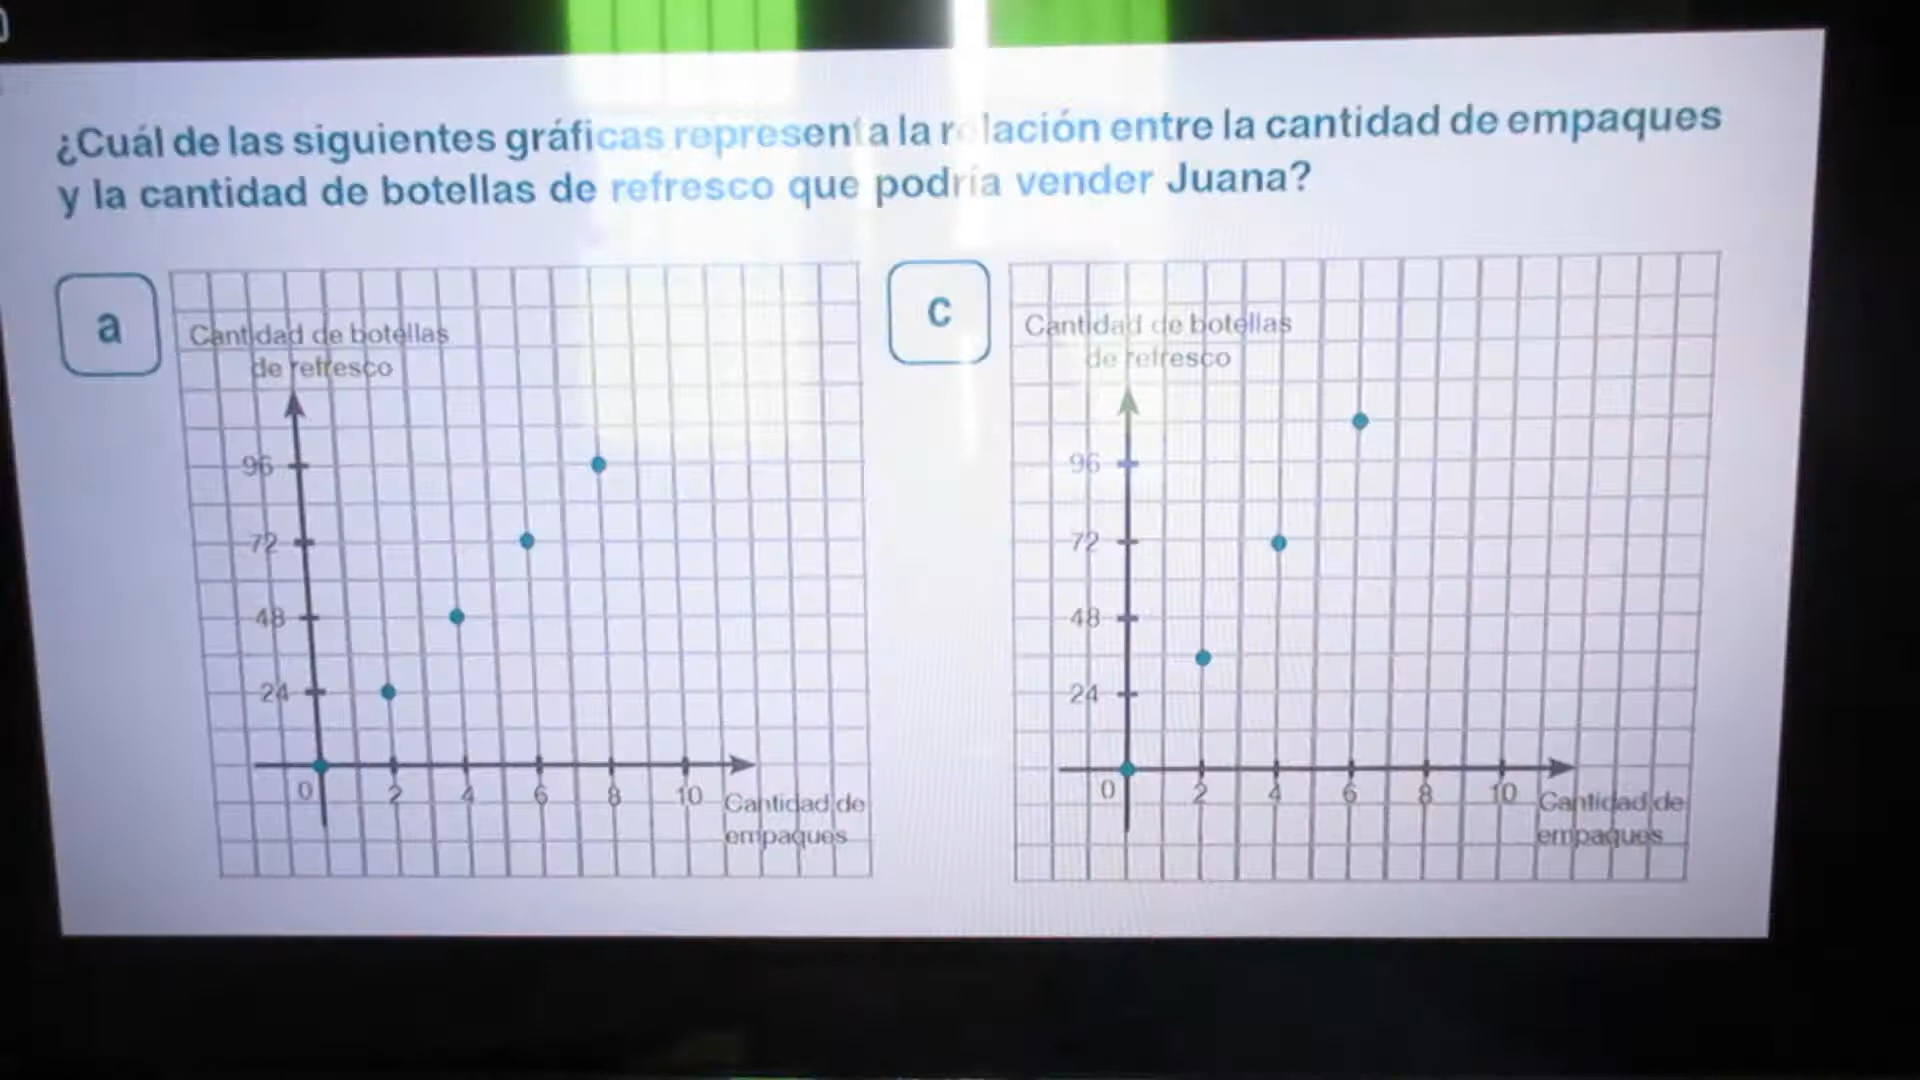 ¿Cuál de las siguientes gráficas representa la relación entre la cantidad de empaques
y la cantidad de botellas de refresco que podría vender Juana?
a
Cantidad de botellas
de refresco
96
72
48
24
0 2 4 6 8 10
Cantidad de
empaques
c
Cantidad de botellas
de refresco
96
72
48
24
0 2 4 6 8 10
Cantidad de
empaques